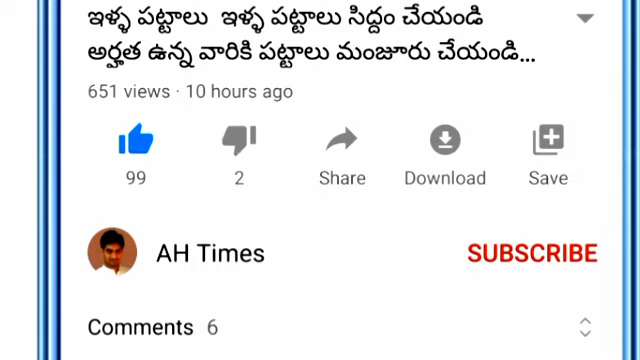 ఇళ్ళ పట్టాలు ఇళ్ళ పట్టాలు సిద్దం చేయండి
అర్హత ఉన్న వారికి పట్టాలు మంజూరు చేయండి...
651 views · 10 hours ago
99
2
Share
Download
Save
AH Times
SUBSCRIBE
Comments 6